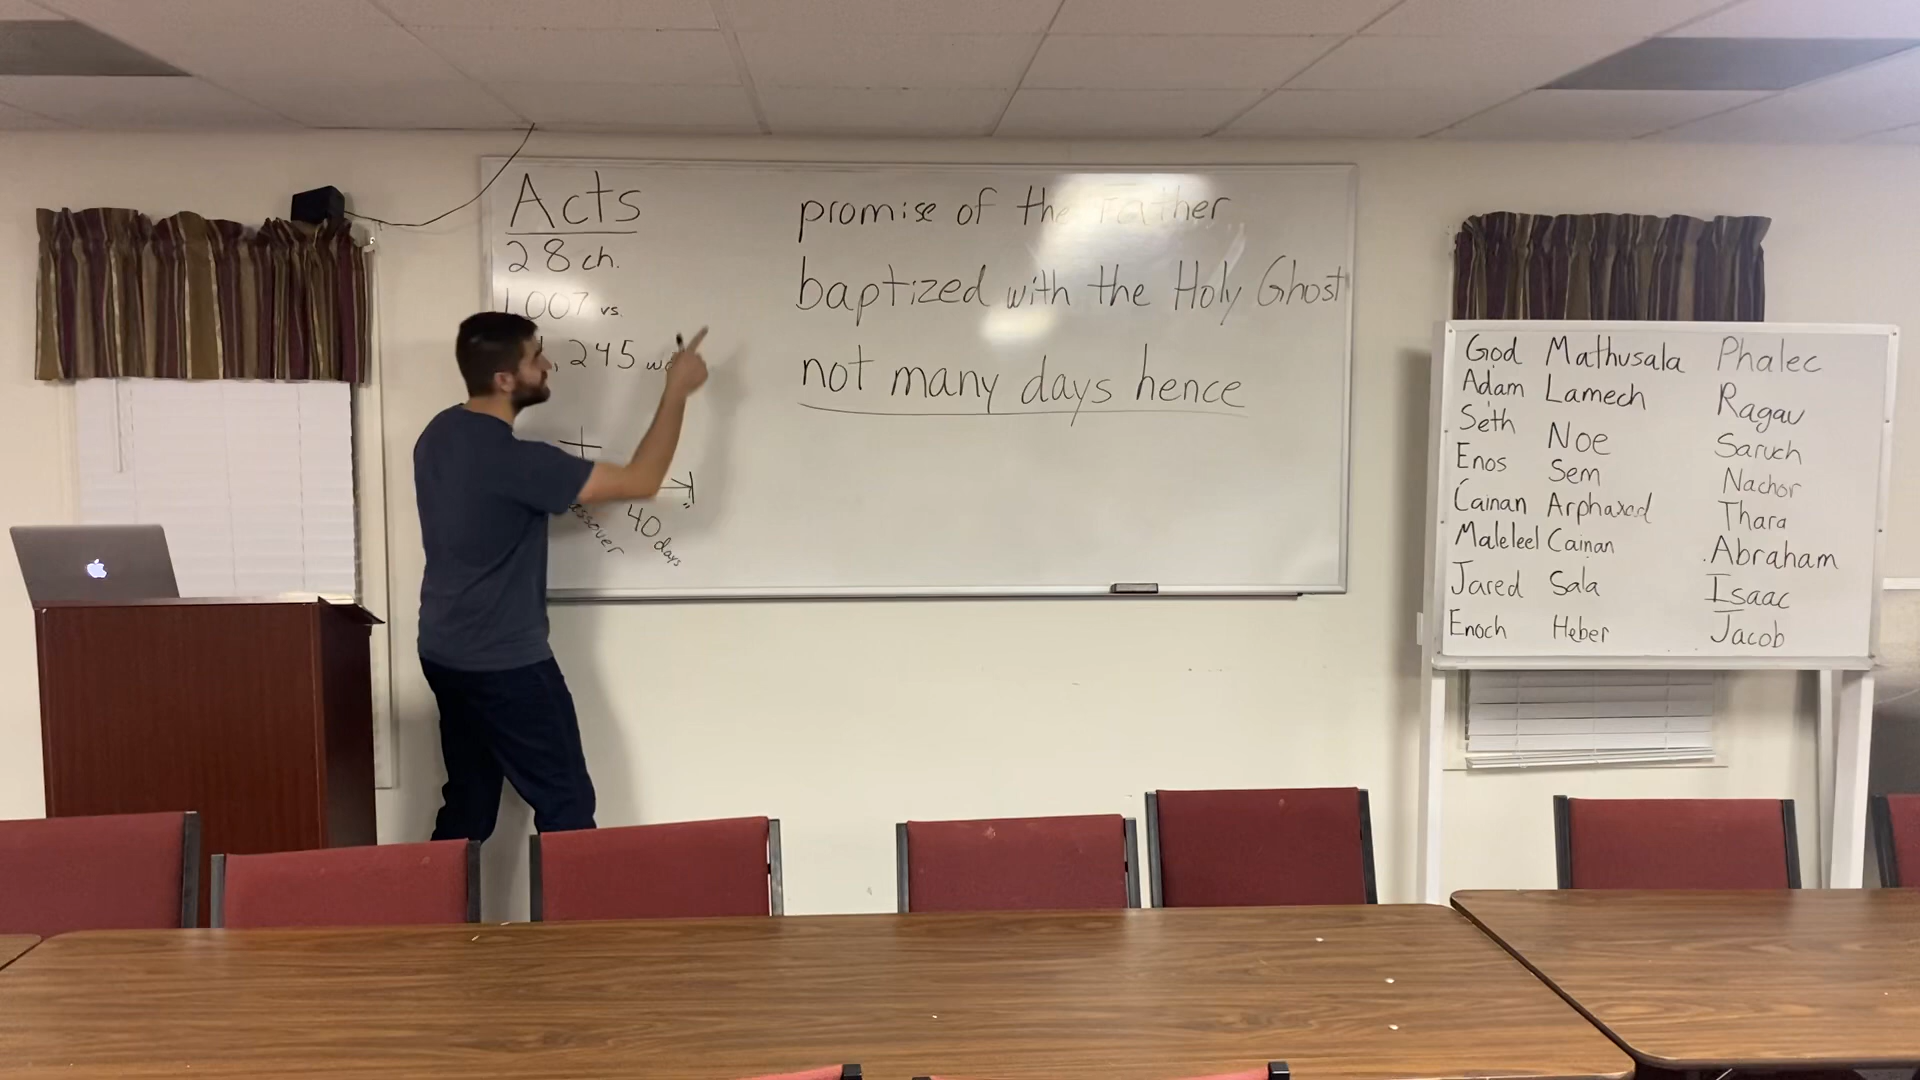 Acts
28 ch.
1,007 vs.
, 245
40 days
promise of the Father
baptized with the Holy Ghost
not many days hence
God Mathusala Phalec
Adam Lamech Ragau
Seth Noe Saruch
Enos Sem Nachor
Cainan Arphaxad Thara
Maleleel Cainan Abraham
Jared Sala Isaac
Enoch Heber Jacob